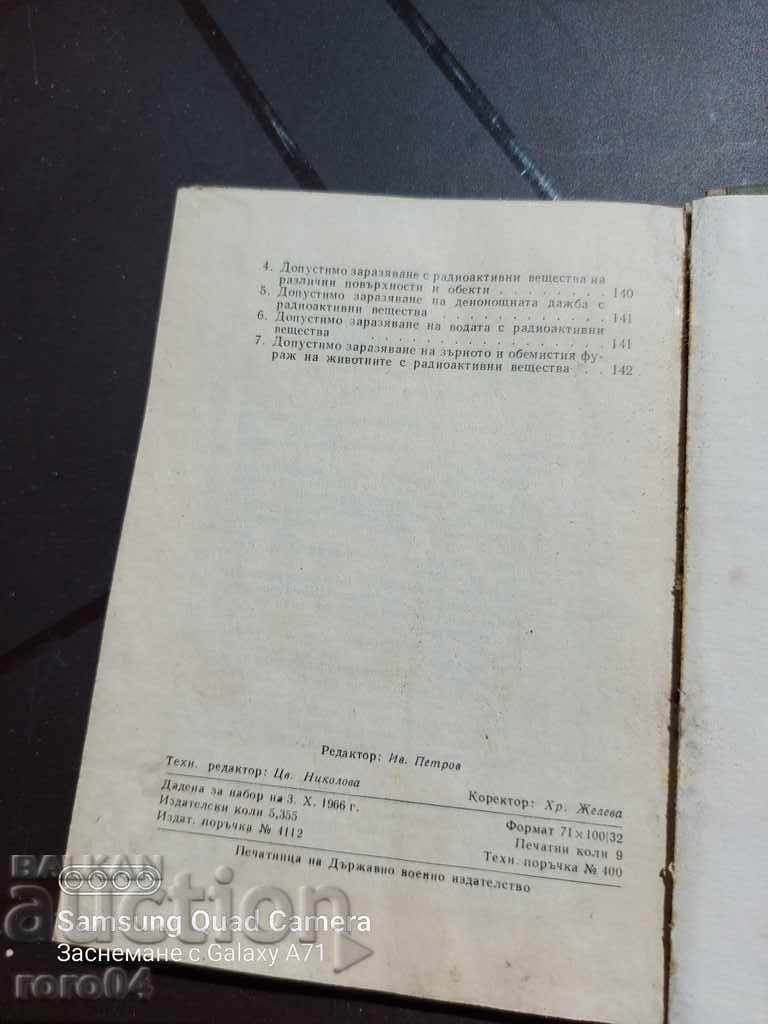 4. Допустимо заразяване с радиоактивни вещества на
различни повърхности и обекти . . . . . . . 140
5. Допустимо заразяване на денонощната дажба с
радиоактивни вещества . . . . . . . . . . . 141
6. Допустимо заразяване на водата с радиоактивни
вещества . . . . . . . . . . . . . 141
7. Допустимо заразяване на зърното и обемистия фу-
раж на животните с радиоактивни вещества . . . 142
Редактор: Ив. Петров
Техн. редактор: Цв. Николова
Коректор: Хр. Желева
Дадена за набор на 3. X. 1966 г.
Формат 71×100|32
Издателски коли 5,355
Печатни коли 9
Издат. поръчка № 4112
Техн. поръчка № 400
Печатница на Държавно военно издателство
BALKAN
auction
Samsung Quad Camera
Заснемане с Galaxy A71
roro04